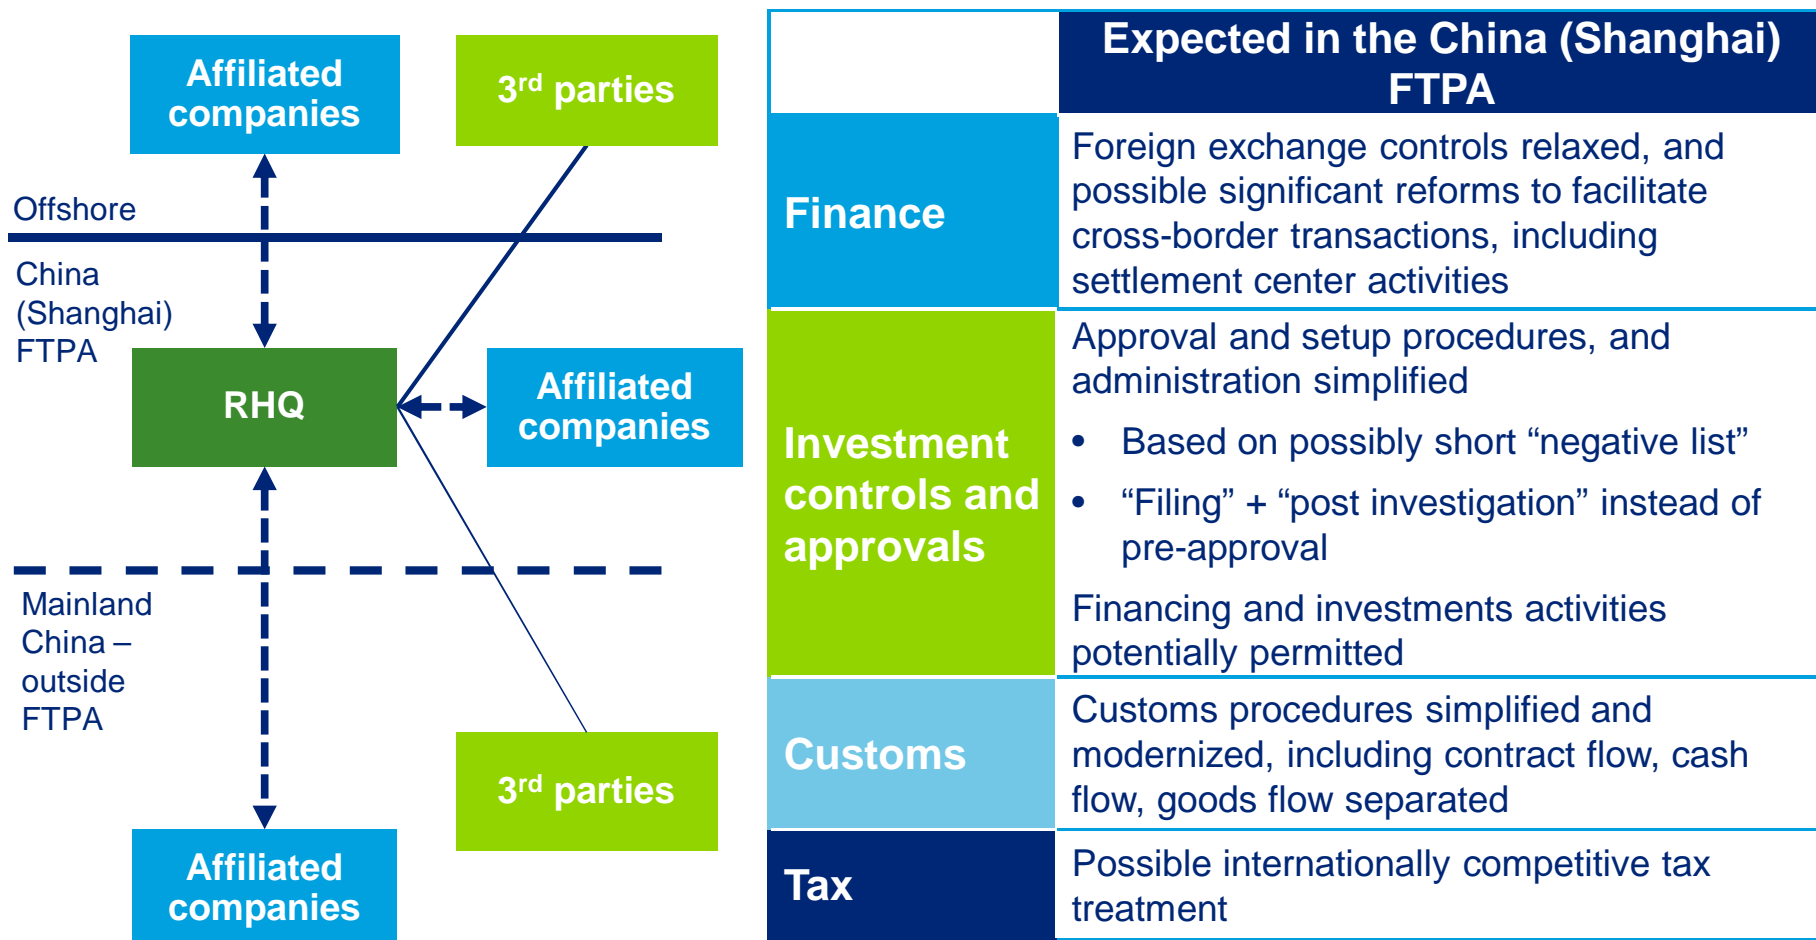 Affiliated
companies
3rd parties
Offshore
China
(Shanghai)
FTPA
RHQ
Affiliated
companies
Mainland
China –
outside
FTPA
3rd parties
Affiliated
companies
Expected in the China (Shanghai)
FTPA
Finance
Foreign exchange controls relaxed, and
possible significant reforms to facilitate
cross-border transactions, including
settlement center activities
Investment
controls and
approvals
Approval and setup procedures, and
administration simplified
• Based on possibly short “negative list”
• “Filing” + “post investigation” instead of
pre-approval
Financing and investments activities
potentially permitted
Customs
Customs procedures simplified and
modernized, including contract flow, cash
flow, goods flow separated
Tax
Possible internationally competitive tax
treatment